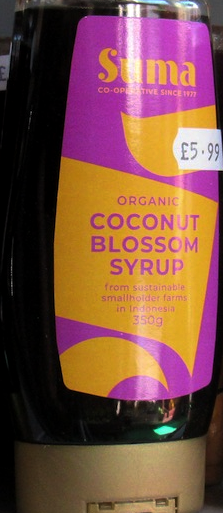 Suma
CO-OPERATIVE SINCE 1977
£5.99
ORGANIC
COCONUT
BLOSSOM
SYRUP
from sustainable
smallholder farms
in Indonesia
350g
£